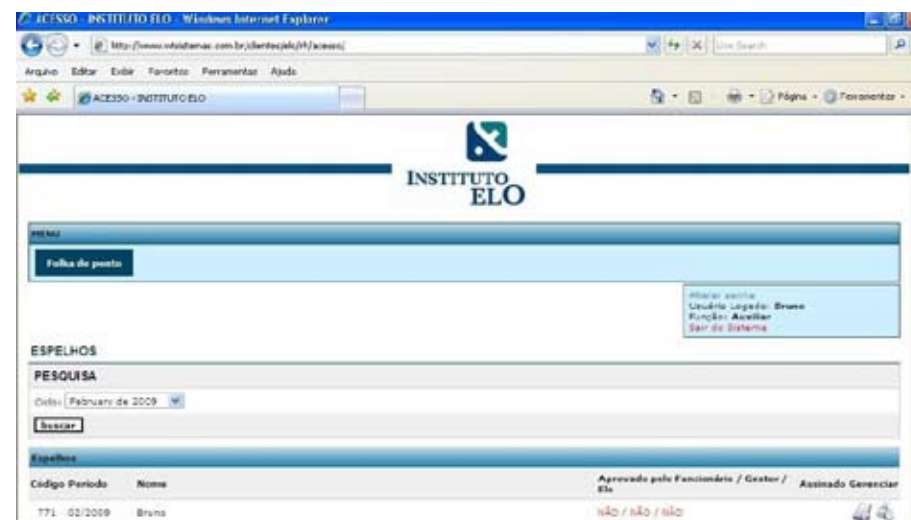 ACESSO - INSTITUTO ELO - Windows Internet Explorer
Live Search
Arquivo Editar Exibir Favoritos Ferramentas Ajuda
ACESSO - INSTITUTO ELO Página Ferramentas
INSTITUTO
ELO
MENU
Folha de ponto
Alterar senha
Usuário Logado: Bruno
Função: Auxiliar
Sair do Sistema
ESPELHOS
PESQUISA
Ciclo: February de 2009
buscar
Espelhos
Código Período Nome Aprovado pelo Funcionário / Gestor / Elo Assinado Gerenciar
771 02/2009 Bruno não / não / não